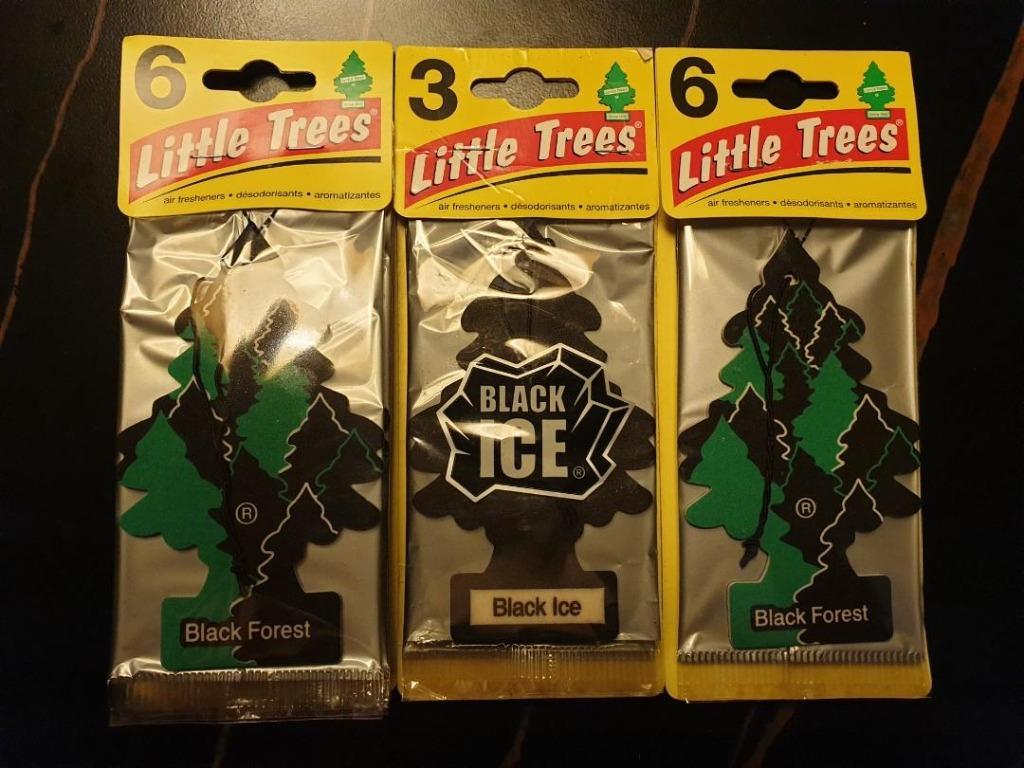 6
Little Trees®
air fresheners • désodorisants • aromatizantes
®
Black Forest
3
Little Trees®
air fresheners • désodorisants • aromatizantes
BLACK
ICE®
Black Ice
6
Little Trees®
air fresheners • désodorisants • aromatizantes
®
Black Forest